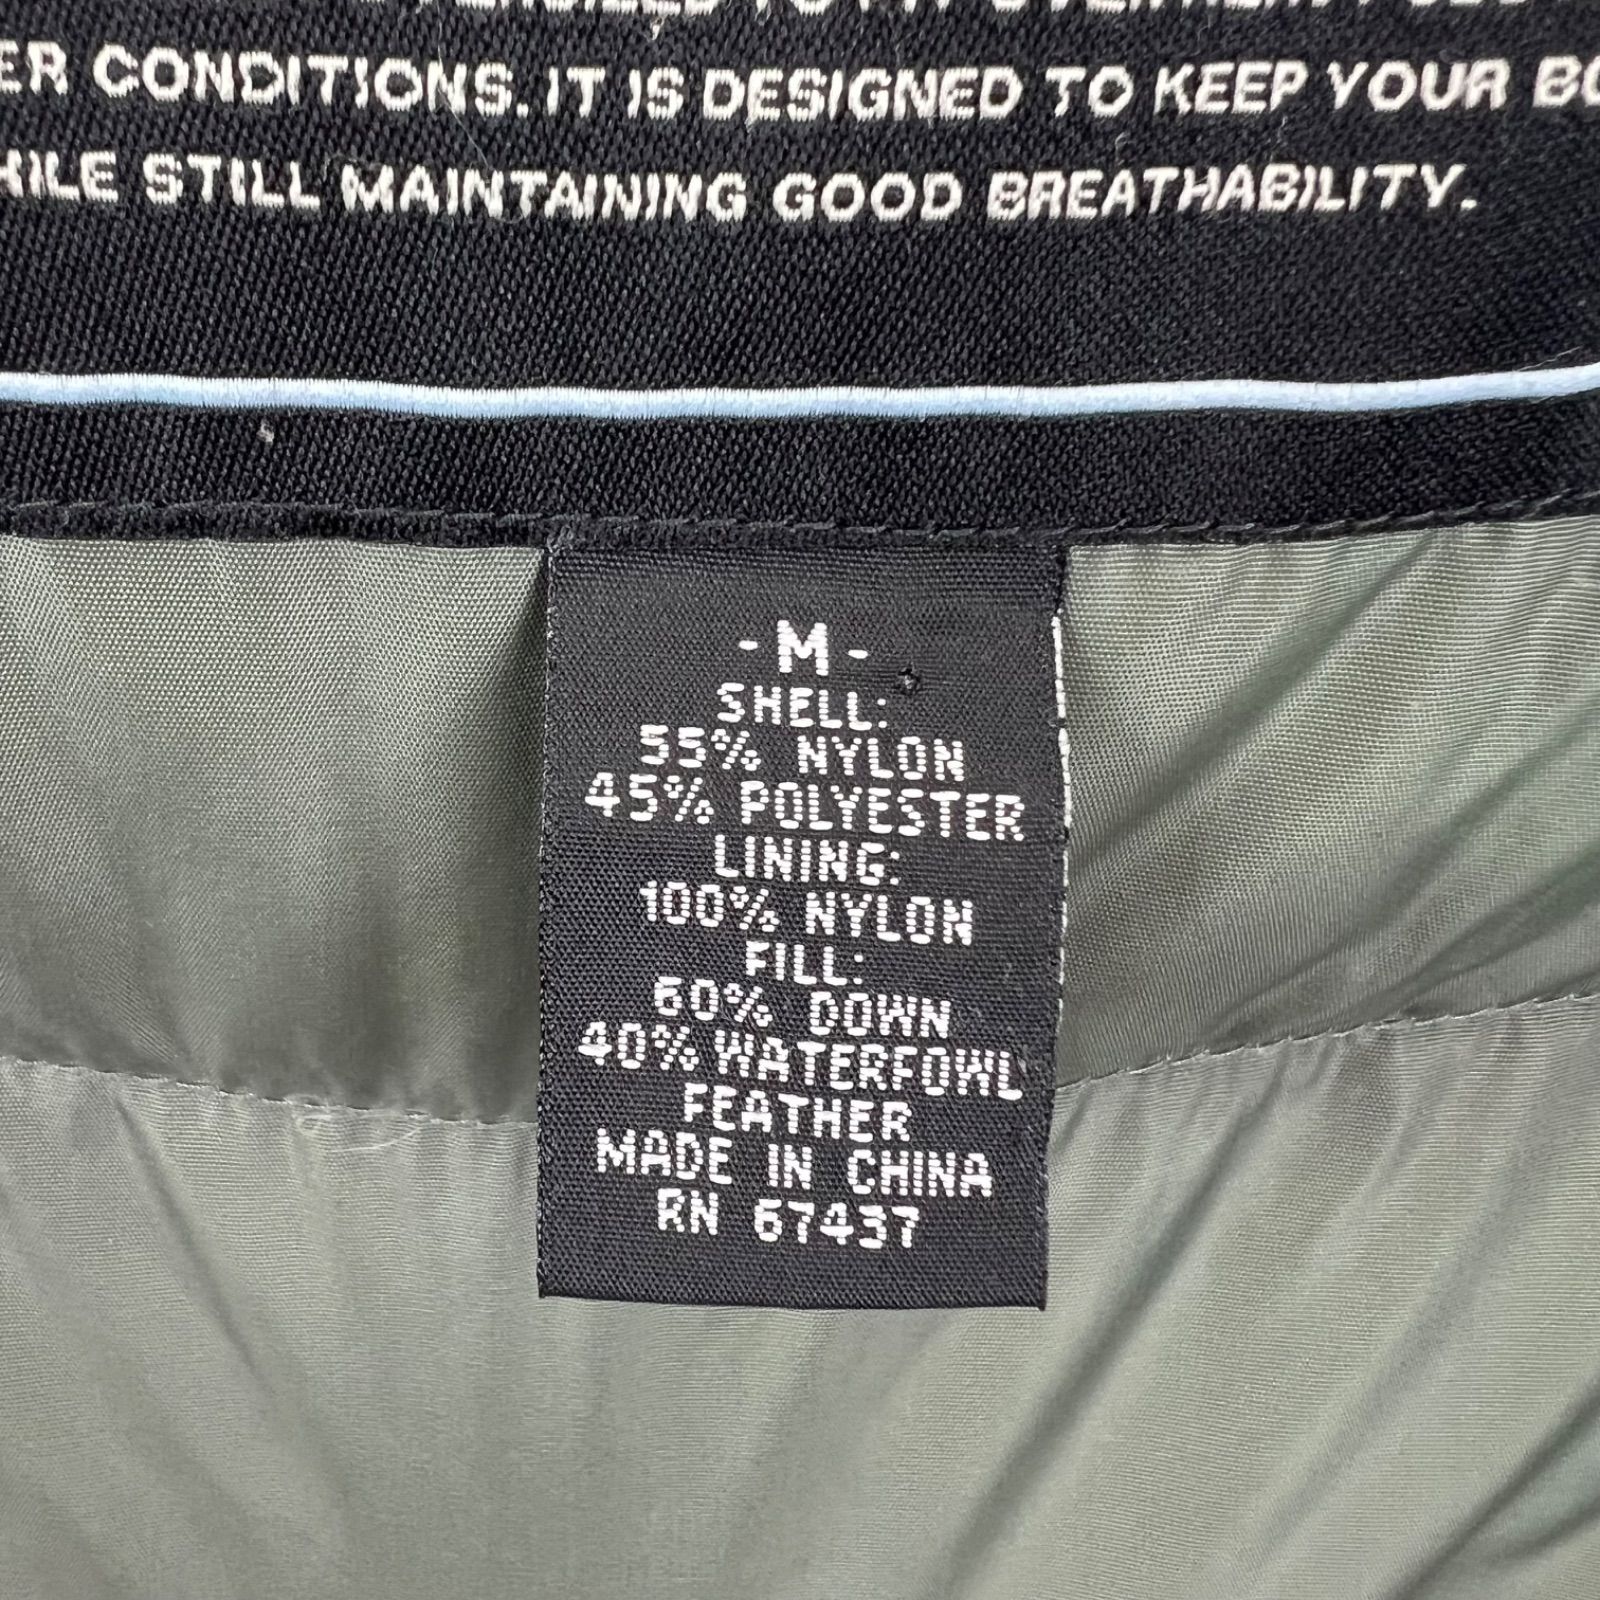 ER CONDITIONS. IT IS DESIGNED TO KEEP YOUR BO
HILE STILL MAINTAINING GOOD BREATHABILITY.
- M -
SHELL:
55% NYLON
45% POLYESTER
LINING:
100% NYLON
FILL:
60% DOWN
40% WATERFOWL
FEATHER
MADE IN CHINA
RN 67437